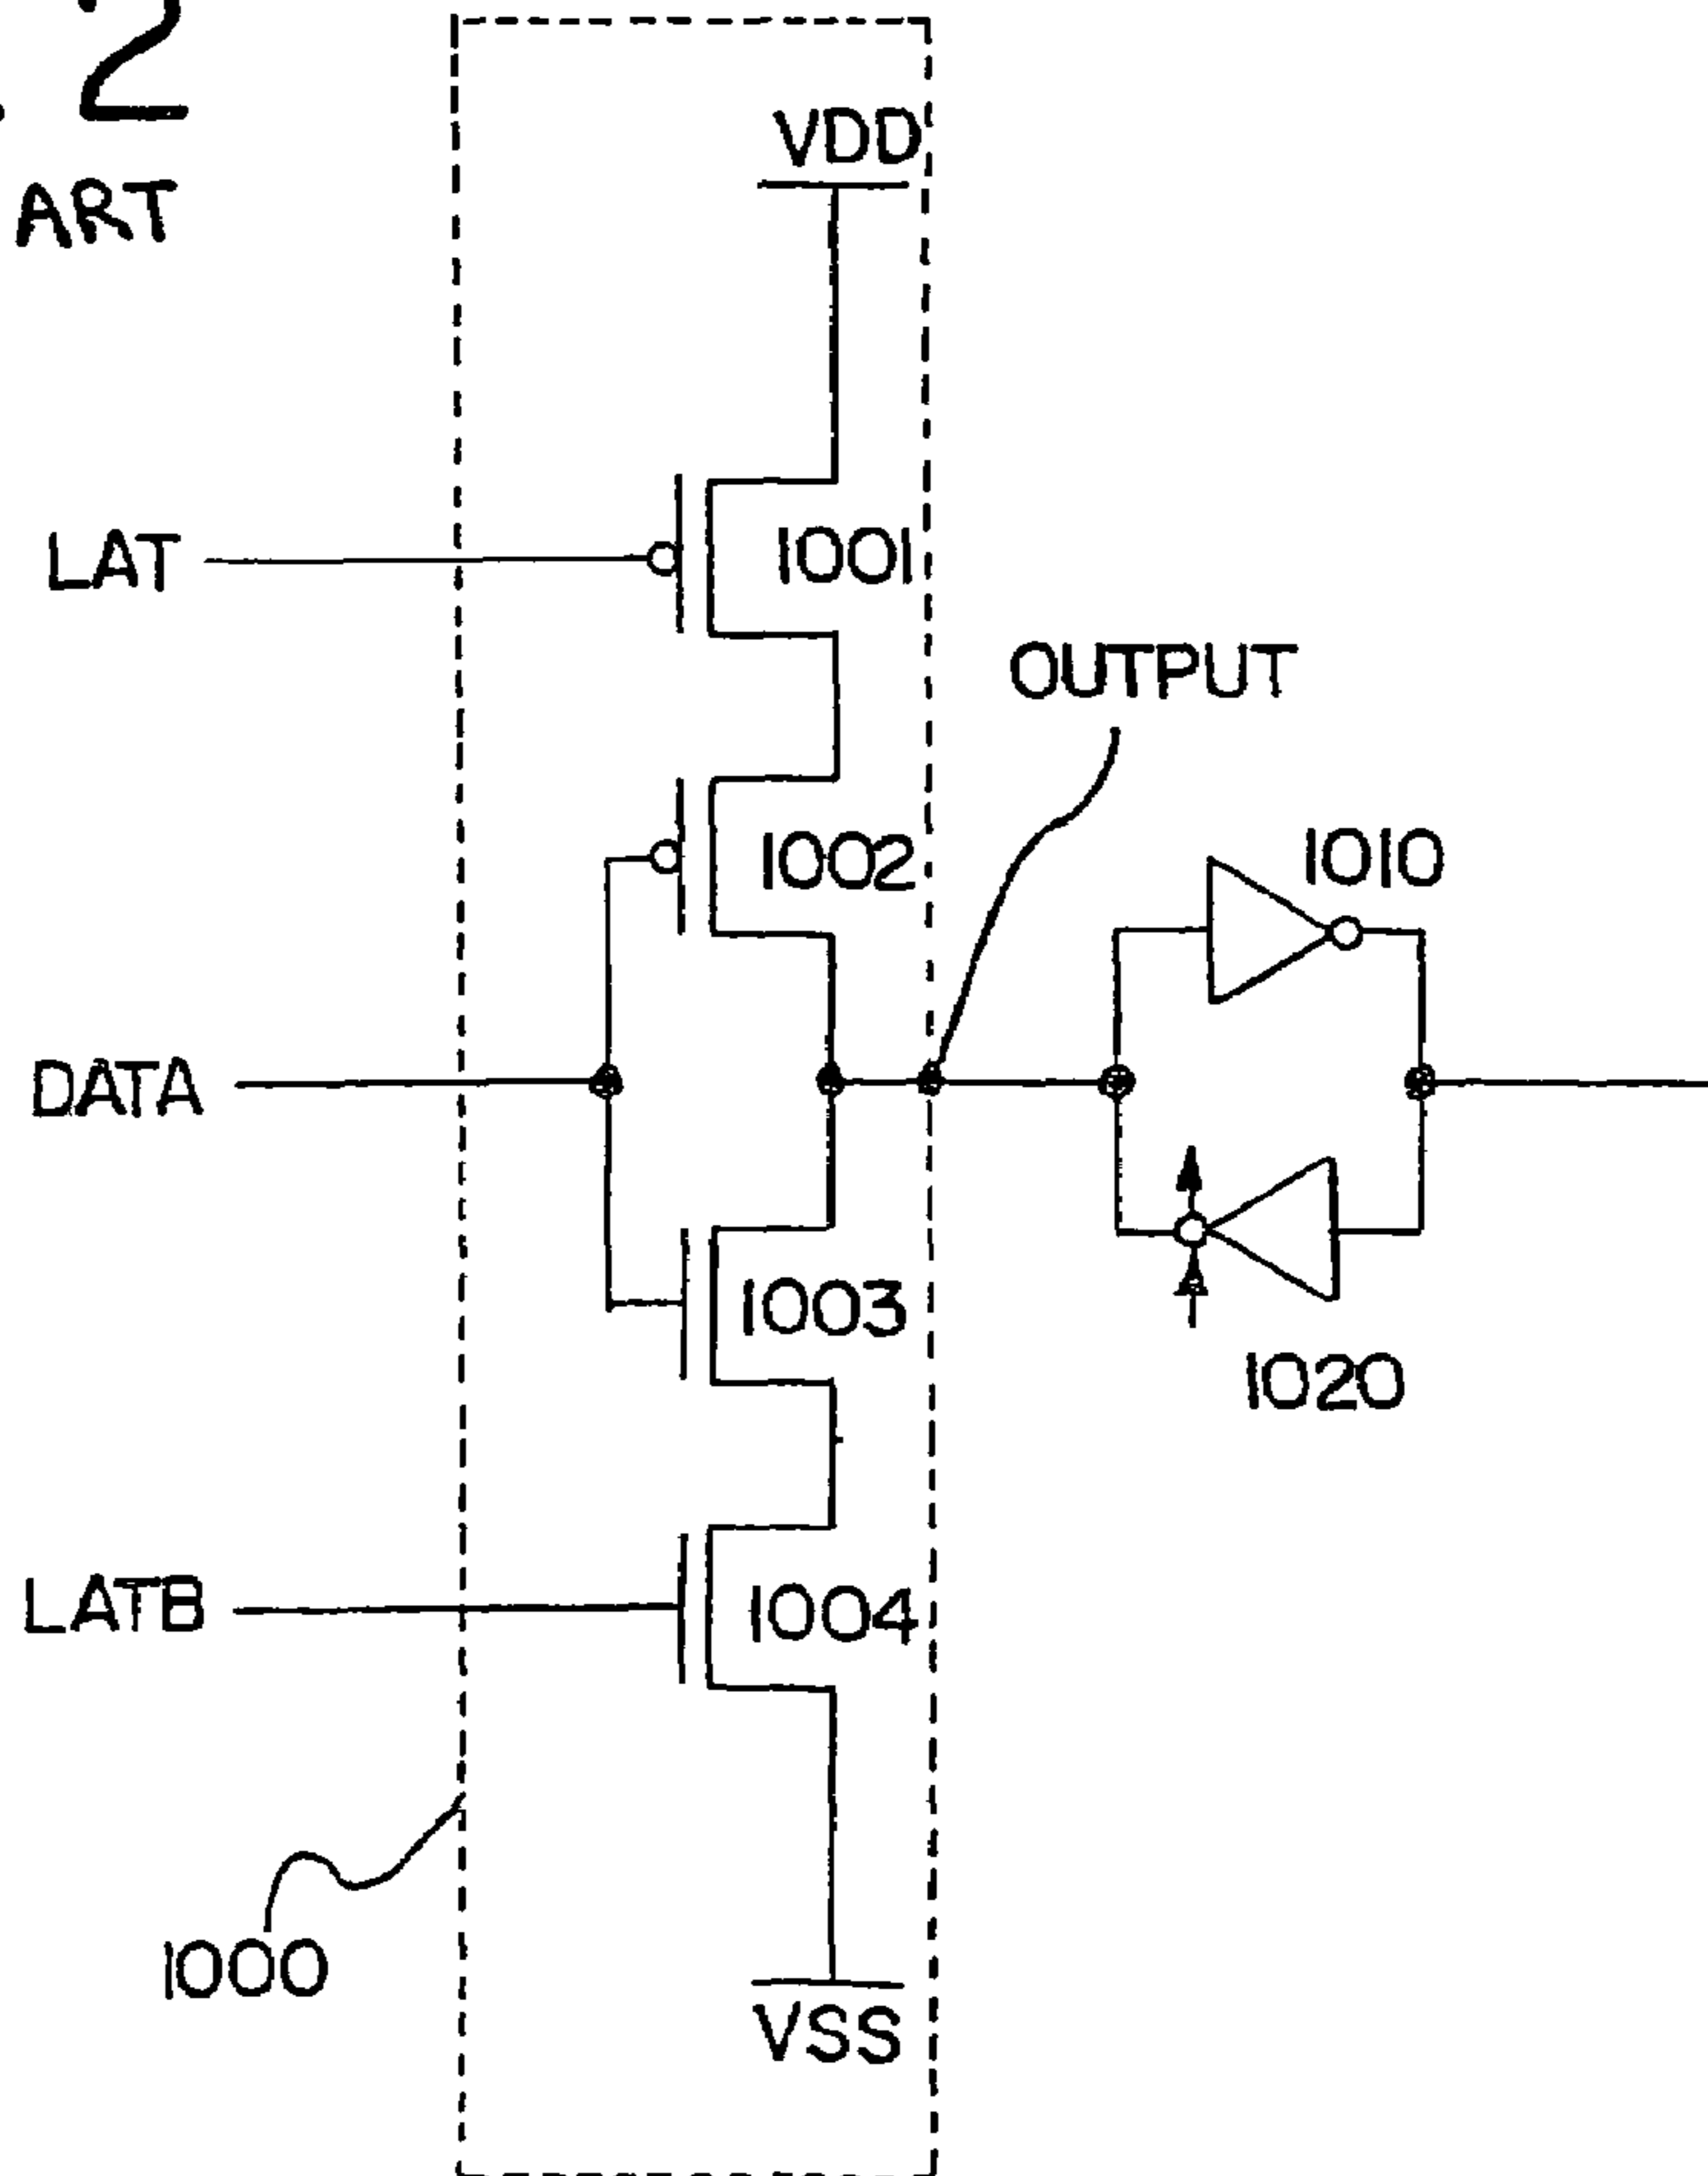 2
ART
VDD
LAT
1001
OUTPUT
1002
1010
DATA
1003
1020
LATB
1004
1000
VSS